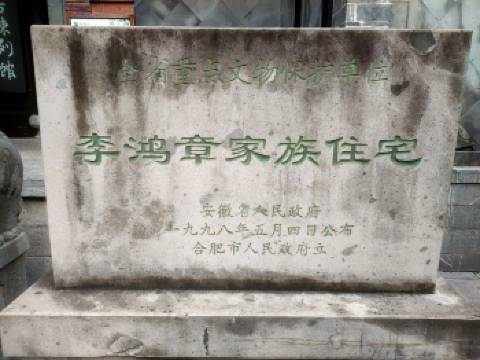 全省重点文物保护单位
李鸿章家族住宅
安徽省人民政府
一九九八年五月四日公布
合肥市人民政府立